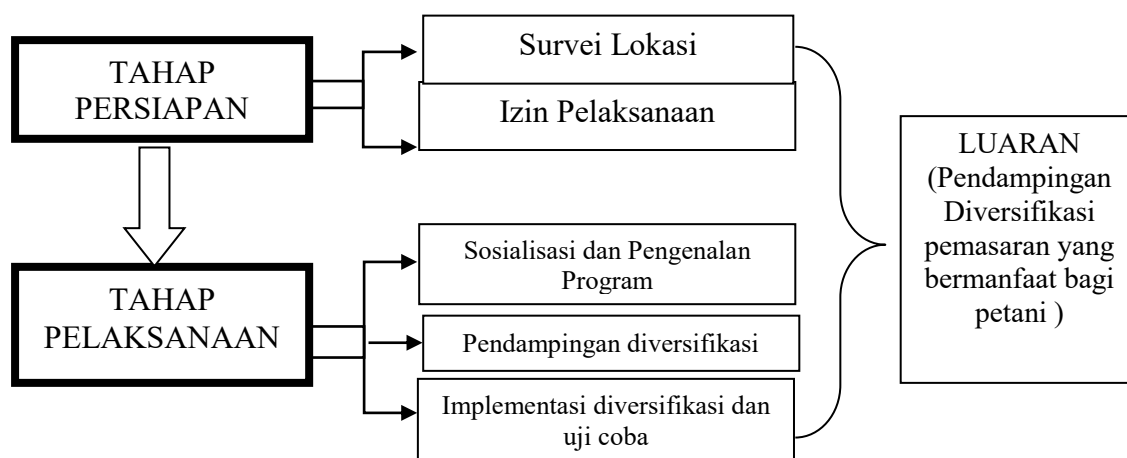 TAHAP
PERSIAPAN
Survei Lokasi
Izin Pelaksanaan
TAHAP
PELAKSANAAN
Sosialisasi dan Pengenalan
Program
Pendampingan diversifikasi
Implementasi diversifikasi dan
uji coba
LUARAN
(Pendampingan
Diversifikasi
pemasaran yang
bermanfaat bagi
petani )